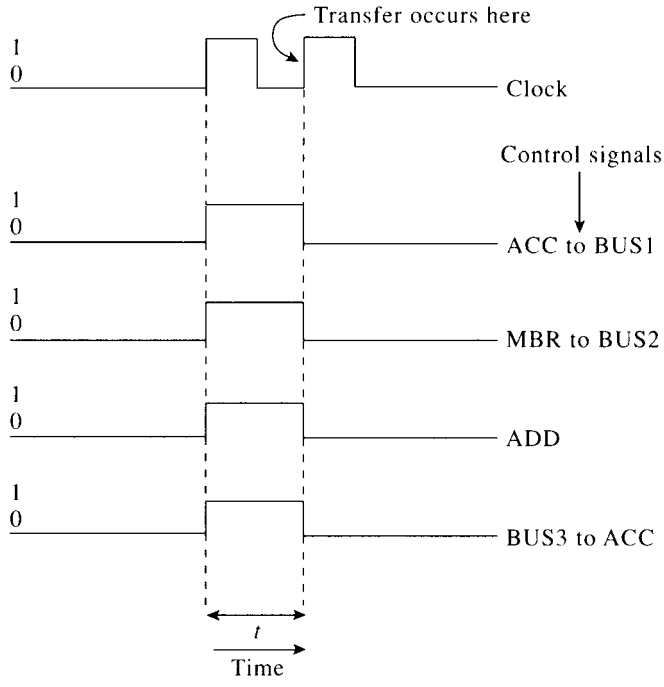 Transfer occurs here
1
0
Clock
Control signals
1
0
ACC to BUS1
1
0
MBR to BUS2
1
0
ADD
1
0
BUS3 to ACC
t
Time